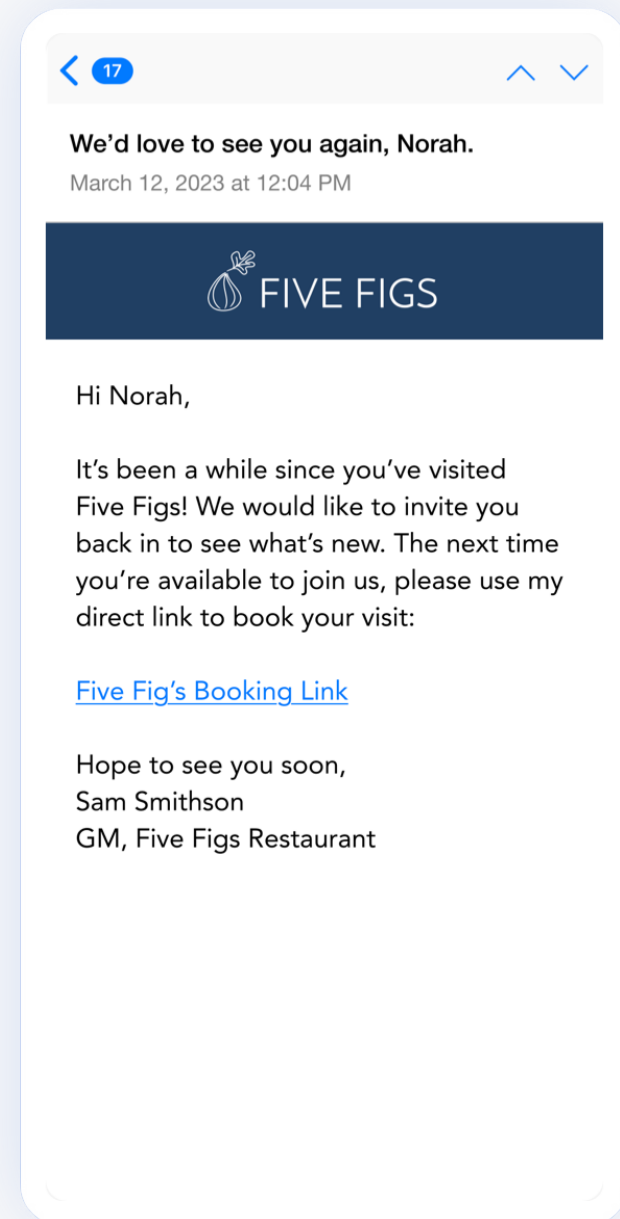 17
We’d love to see you again, Norah.
March 12, 2023 at 12:04 PM
FIVE FIGS
Hi Norah,
It’s been a while since you’ve visited
Five Figs! We would like to invite you
back in to see what’s new. The next time
you’re available to join us, please use my
direct link to book your visit:
Five Fig’s Booking Link
Hope to see you soon,
Sam Smithson
GM, Five Figs Restaurant